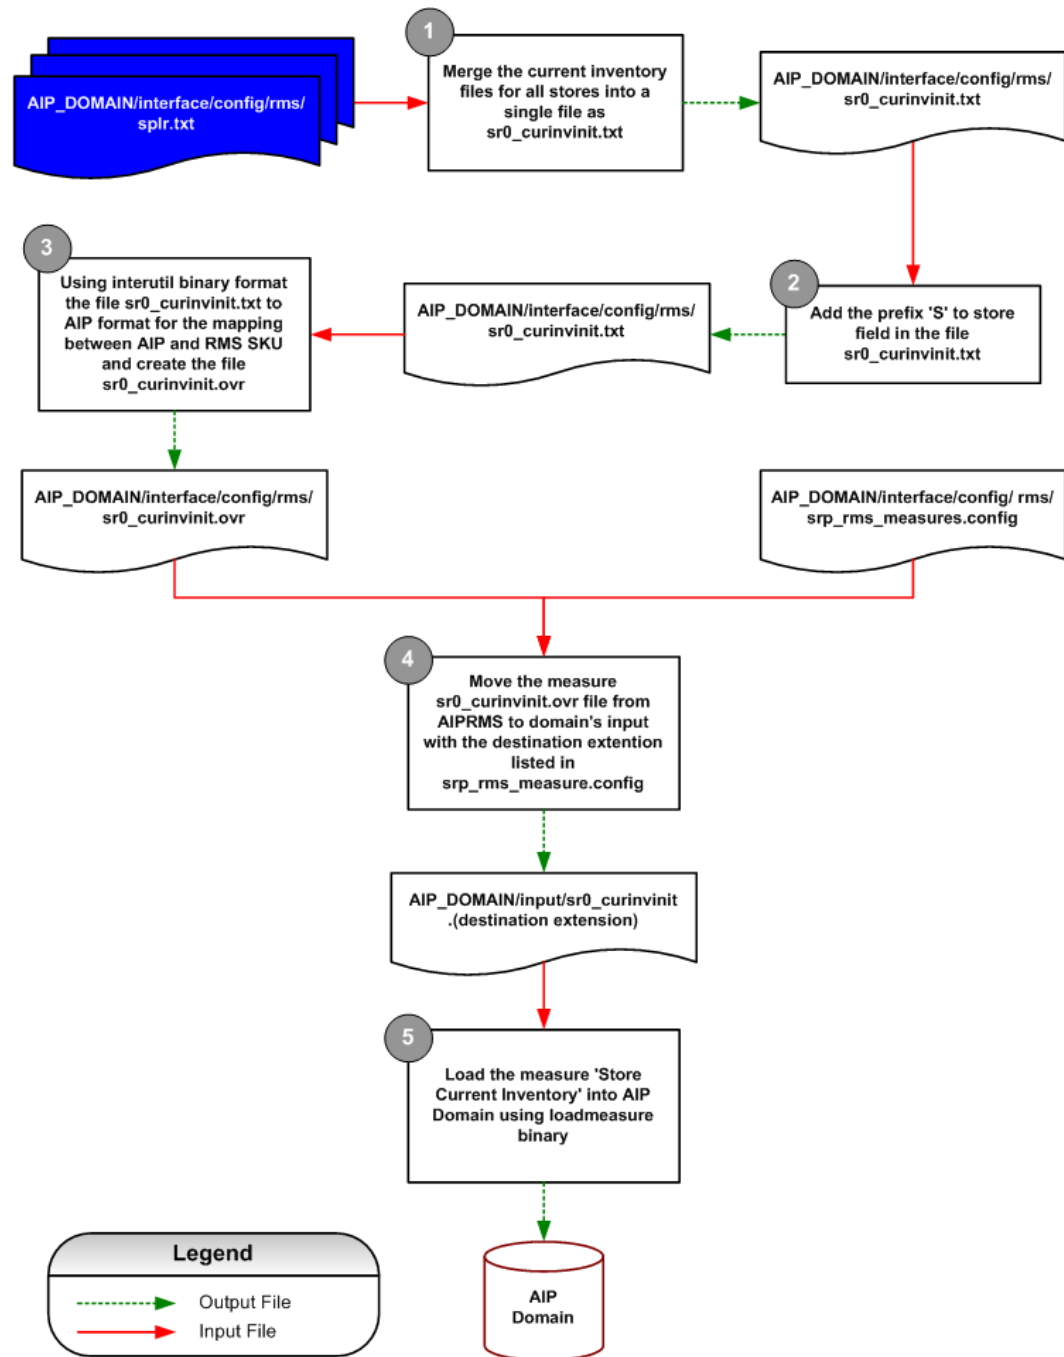 AIP_DOMAIN/interface/config/rms/
splr.txt
1
Merge the current inventory
files for all stores into a
single file as
sr0_curinvinit.txt
AIP_DOMAIN/interface/config/rms/
sr0_curinvinit.txt
3
Using interutil binary format
the file sr0_curinvinit.txt to
AIP format for the mapping
between AIP and RMS SKU
and create the file
sr0_curinvinit.ovr
AIP_DOMAIN/interface/config/rms/
sr0_curinvinit.txt
2
Add the prefix 'S' to store
field in the file
sr0_curinvinit.txt
AIP_DOMAIN/interface/config/rms/
sr0_curinvinit.ovr
AIP_DOMAIN/interface/config/ rms/
srp_rms_measures.config
4
Move the measure
sr0_curinvinit.ovr file from
AIPRMS to domain's input
with the destination extention
listed in
srp_rms_measure.config
AIP_DOMAIN/input/sr0_curinvinit
.(destination extension)
5
Load the measure 'Store
Current Inventory' into AIP
Domain using loadmeasure
binary
Legend
Output File
Input File
AIP
Domain